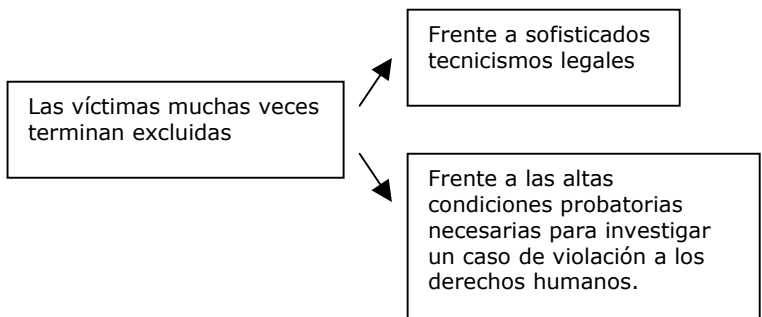 Las víctimas muchas veces
terminan excluidas
Frente a sofisticados
tecnicismos legales
Frente a las altas
condiciones probatorias
necesarias para investigar
un caso de violación a los
derechos humanos.